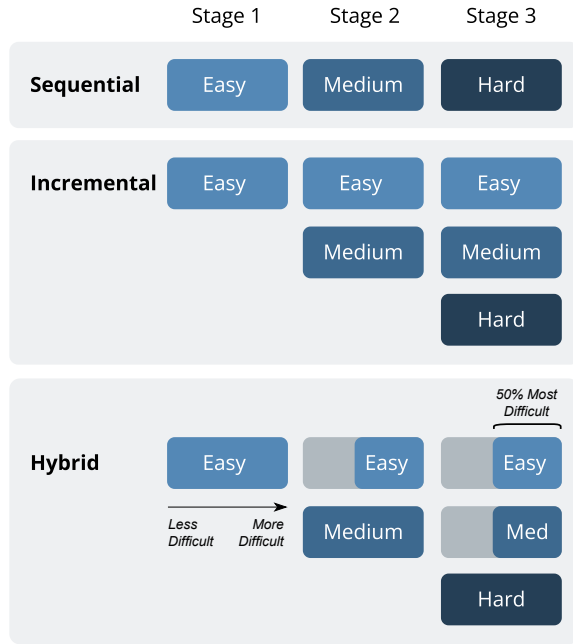 Stage 1 Stage 2 Stage 3
Sequential Easy Medium Hard
Incremental Easy Easy Easy
Medium Medium
Hard
50% Most
Difficult
Hybrid Easy Easy Easy
Less More
Difficult Difficult
Medium Med
Hard